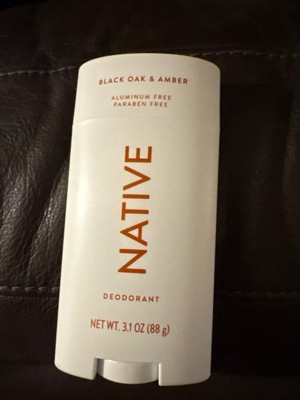 BLACK OAK & AMBER
ALUMINUM FREE
PARABEN FREE
NATIVE
DEODORANT
NET WT. 3.1 OZ (88 g)